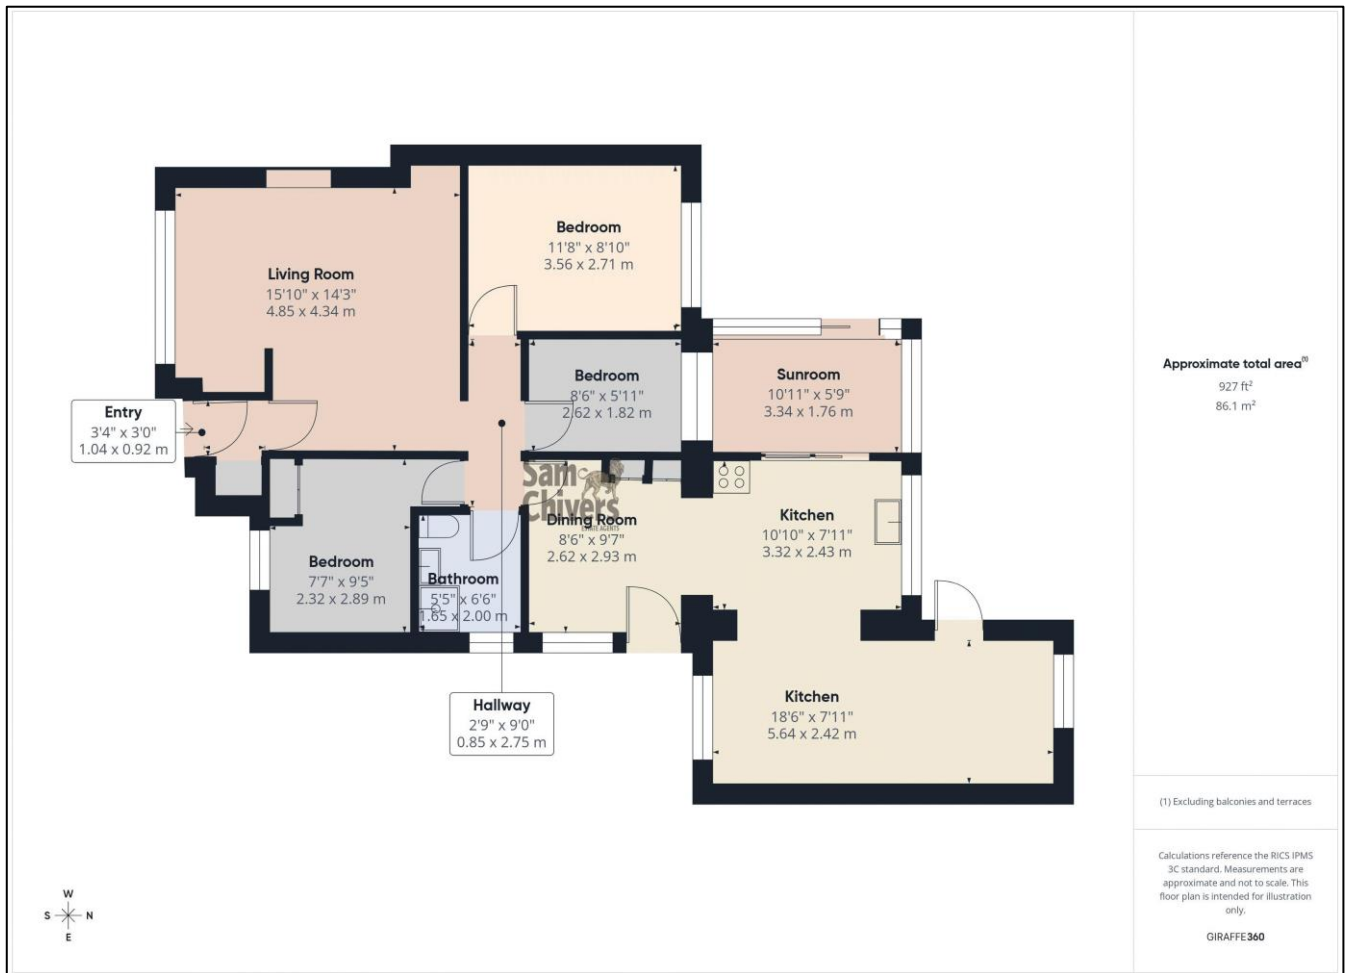 Living Room
15'10" x 14'3"
4.85 x 4.34 m
Bedroom
11'8" x 8'10"
3.56 x 2.71 m
Bedroom
8'6" x 5'11"
2.62 x 1.82 m
Sunroom
10'11" x 5'9"
3.34 x 1.76 m
Entry
3'4" x 3'0"
1.04 x 0.92 m
Sam
Chivers
ESTATE AGENTS
Dining Room
8'6" x 9'7"
2.62 x 2.93 m
Kitchen
10'10" x 7'11"
3.32 x 2.43 m
Bedroom
7'7" x 9'5"
2.32 x 2.89 m
Bathroom
5'5" x 6'6"
1.65 x 2.00 m
Hallway
2'9" x 9'0"
0.85 x 2.75 m
Kitchen
18'6" x 7'11"
5.64 x 2.42 m
W
S N
E
Approximate total area(1)
927 ft²
86.1 m²
(1) Excluding balconies and terraces
Calculations reference the RICS IPMS
3C standard. Measurements are
approximate and not to scale. This
floor plan is intended for illustration
only.
GIRAFFE360